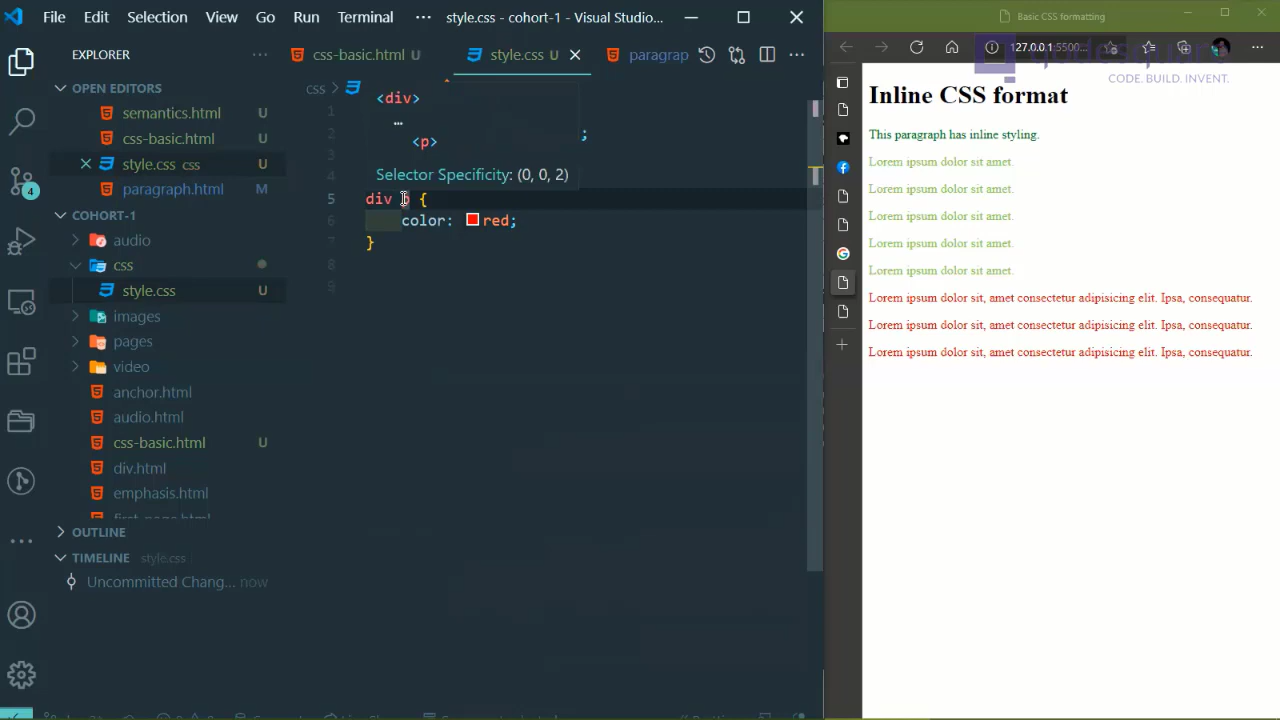 File Edit Selection View Go Run Terminal ··· style.css - cohort-1 - Visual Studio...
EXPLORER ···
OPEN EDITORS
semantics.html U
css-basic.html U
style.css css U
paragraph.html M
COHORT-1
audio
css
style.css U
images
pages
video
anchor.html
audio.html
css-basic.html U
div.html
emphasis.html
OUTLINE
TIMELINE style.css
Uncommitted Chang... now
4
css-basic.html U style.css U paragrap
css >
<div>
…
<p>
Selector Specificity: (0, 0, 2)
1
2 ;
3
4
5 div p {
6 color: red;
7 }
8
9
Basic CSS formatting
127.0.0.1:5500...
CODE. BUILD. INVENT.
Inline CSS format
This paragraph has inline styling.
Lorem ipsum dolor sit amet.
Lorem ipsum dolor sit amet.
Lorem ipsum dolor sit amet.
Lorem ipsum dolor sit amet.
Lorem ipsum dolor sit amet.
Lorem ipsum dolor sit, amet consectetur adipisicing elit. Ipsa, consequatur.
Lorem ipsum dolor sit, amet consectetur adipisicing elit. Ipsa, consequatur.
Lorem ipsum dolor sit, amet consectetur adipisicing elit. Ipsa, consequatur.